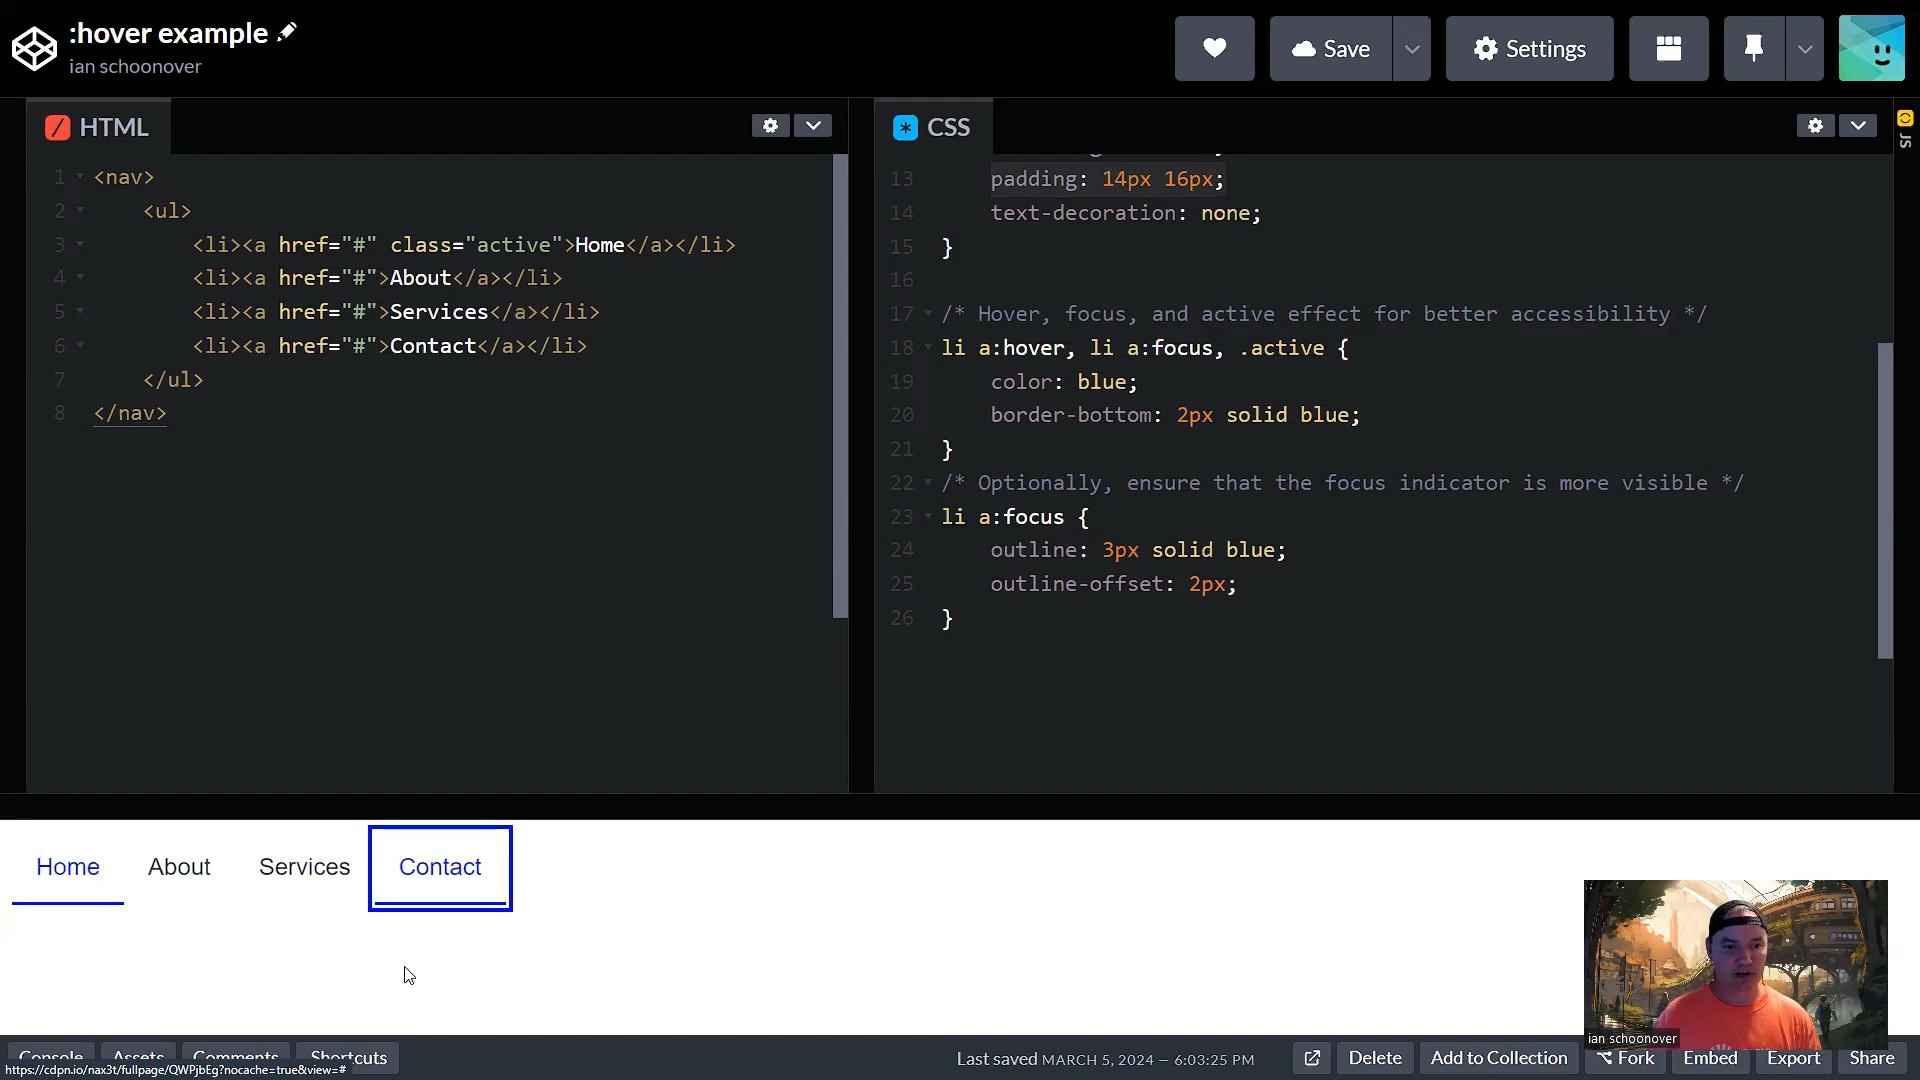 :hover example
ian schoonover
Save
Settings
HTML
1 <nav>
2 <ul>
3 <li><a href="#" class="active">Home</a></li>
4 <li><a href="#">About</a></li>
5 <li><a href="#">Services</a></li>
6 <li><a href="#">Contact</a></li>
7 </ul>
8 </nav>
CSS
JS
13 padding: 14px 16px;
14 text-decoration: none;
15 }
16
17 /* Hover, focus, and active effect for better accessibility */
18 li a:hover, li a:focus, .active {
19 color: blue;
20 border-bottom: 2px solid blue;
21 }
22 /* Optionally, ensure that the focus indicator is more visible */
23 li a:focus {
24 outline: 3px solid blue;
25 outline-offset: 2px;
26 }
Home About Services Contact
ian schoonover
Console Assets Comments Shortcuts
Last saved MARCH 5, 2024 — 6:03:25 PM
Delete Add to Collection Fork Embed Export Share
https://cdpn.io/nax3t/fullpage/QWPjbEg?nocache=true&view=#